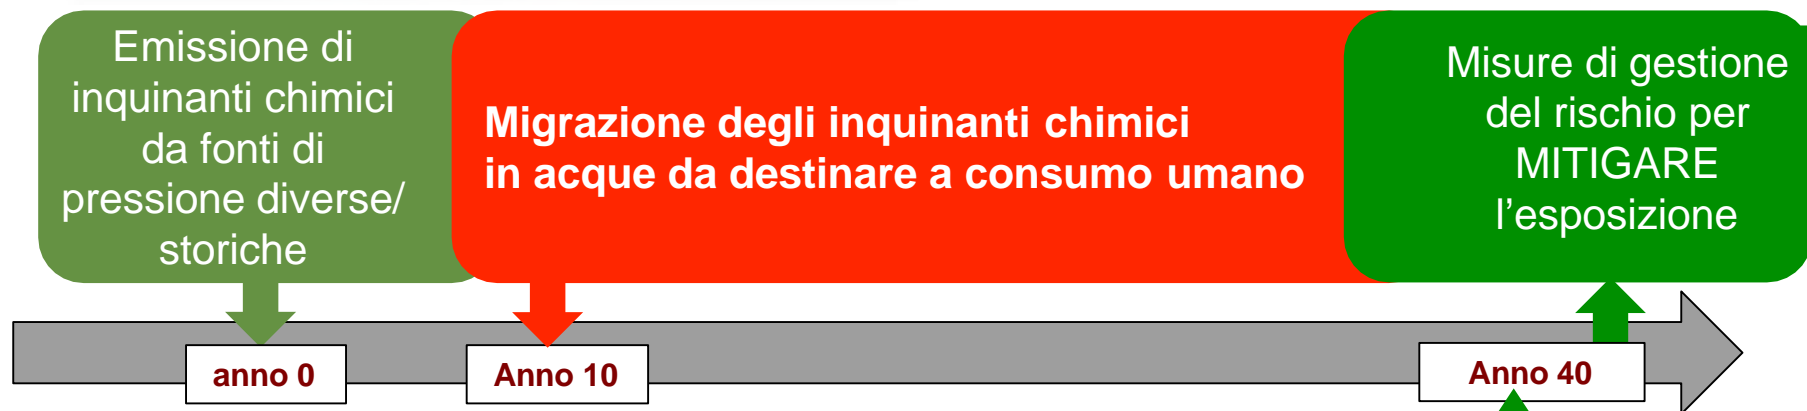 Emissione di
inquinanti chimici
da fonti di
pressione diverse/
storiche
Migrazione degli inquinanti chimici
in acque da destinare a consumo umano
Misure di gestione
del rischio per
MITIGARE
l’esposizione
anno 0
Anno 10
Anno 40